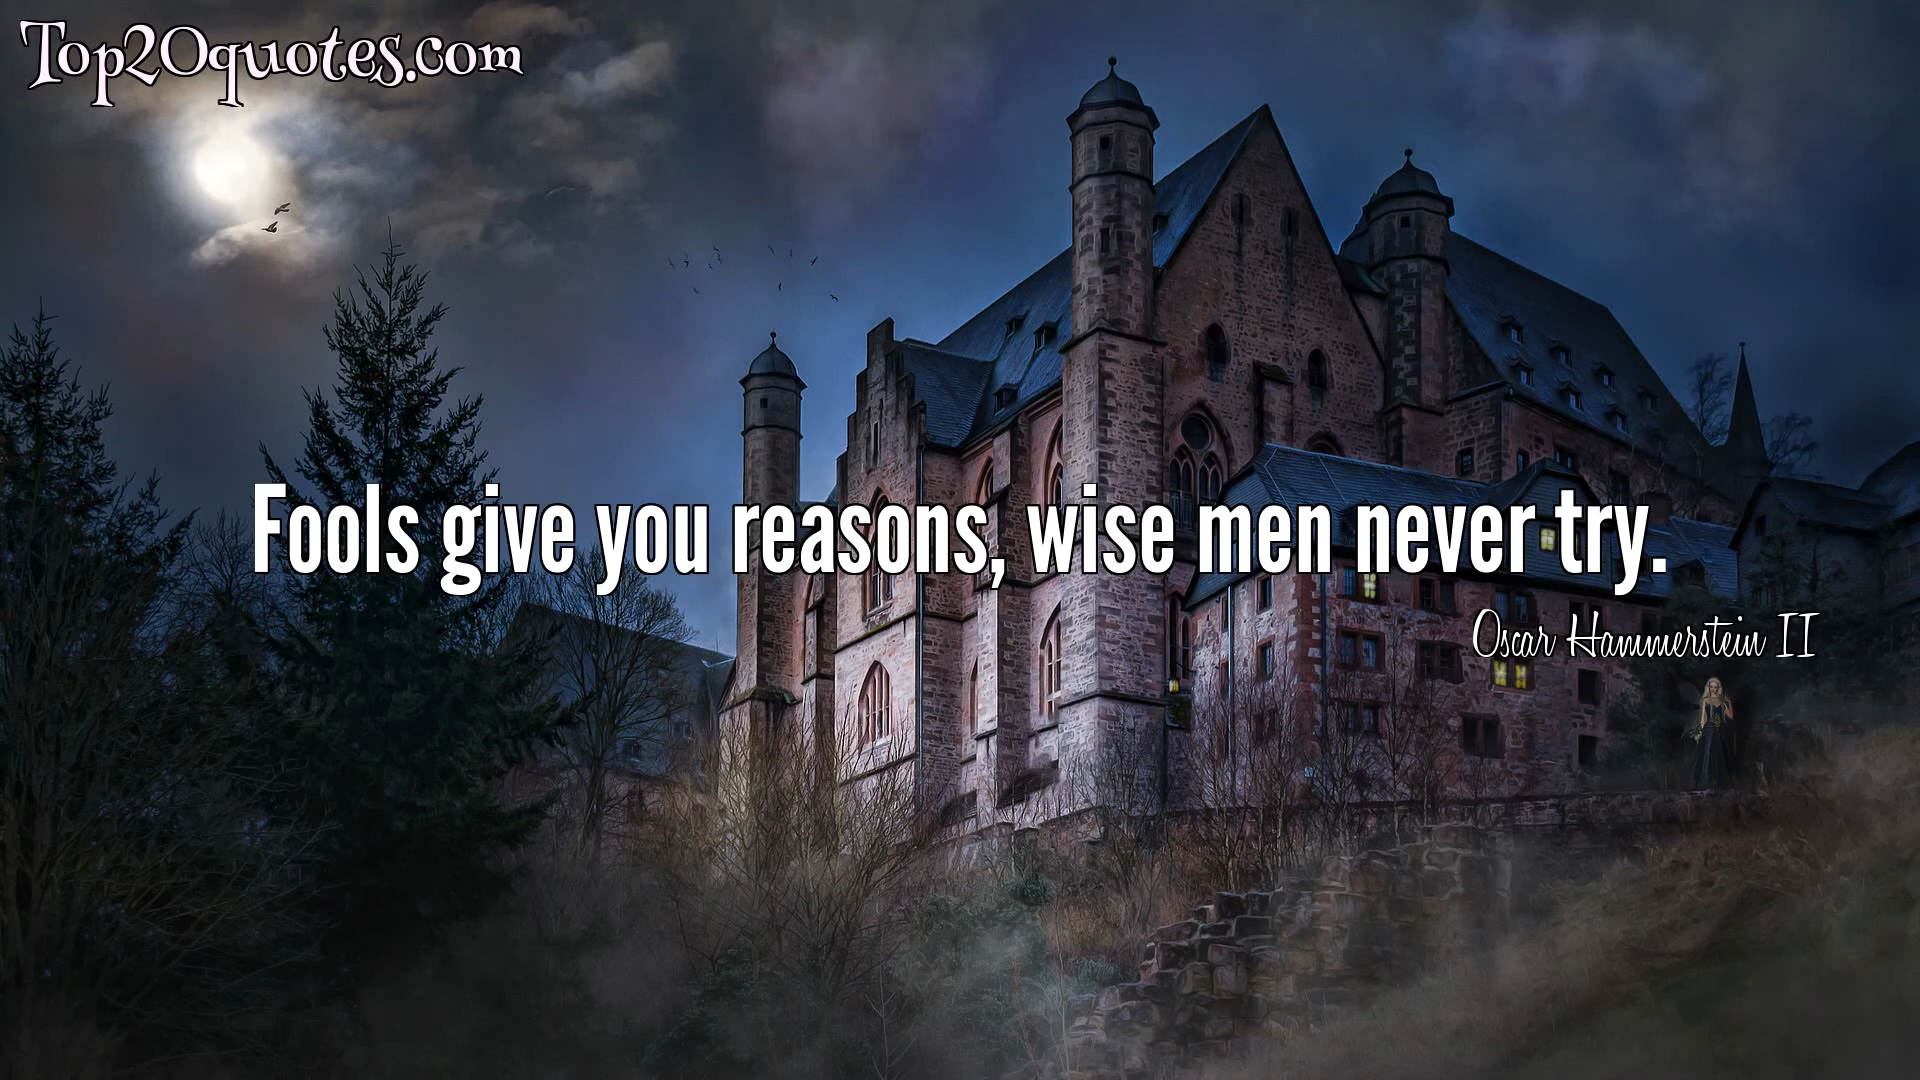 Top20quotes.com
Fools give you reasons, wise men never try.
Oscar Hammerstein II